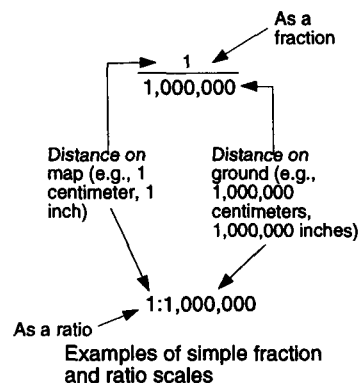 As a
fraction
1
1,000,000
Distance on
map (e.g., 1
centimeter, 1
inch)
Distance on
ground (e.g.,
1,000,000
centimeters,
1,000,000 inches)
1:1,000,000
As a ratio
Examples of simple fraction
and ratio scales